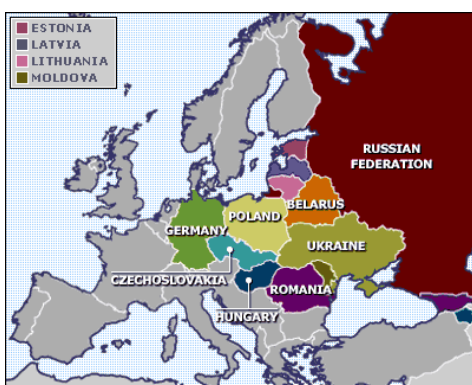 ESTONIA
LATVIA
LITHUANIA
MOLDOVA
RUSSIAN
FEDERATION
BELARUS
POLAND
GERMANY
UKRAINE
CZECHOSLOVAKIA
ROMANIA
HUNGARY